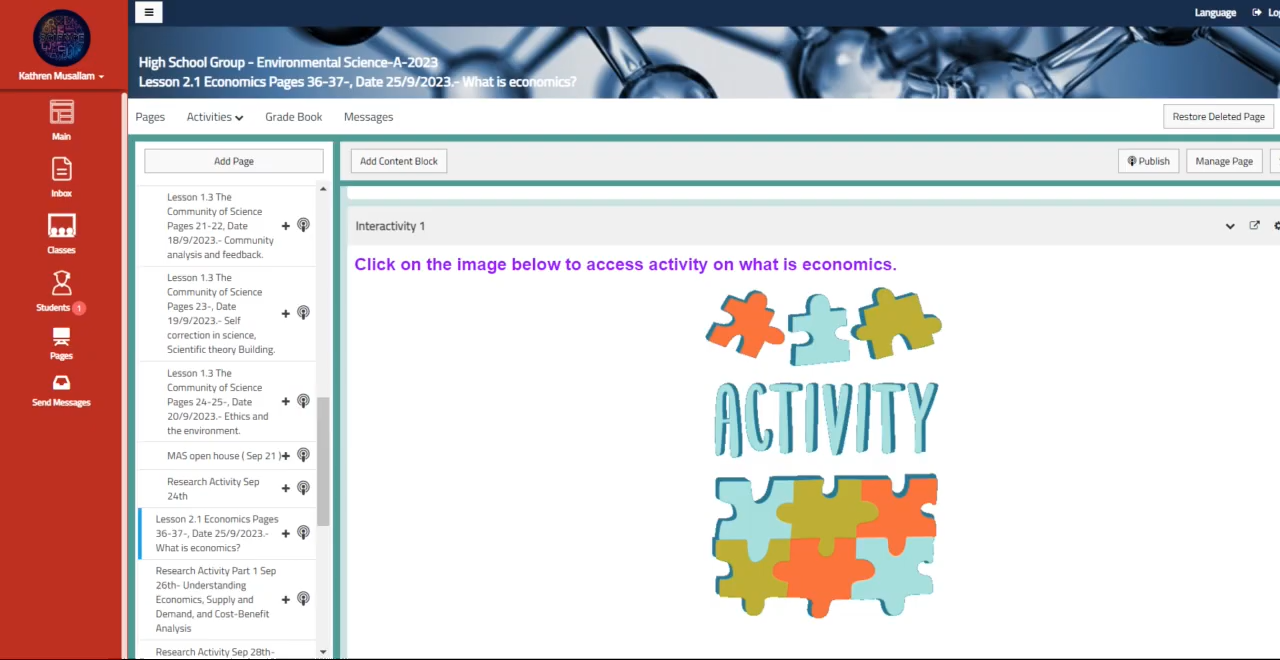 Language
Kathren Musallam
High School Group - Environmental Science-A-2023
Lesson 2.1 Economics Pages 36-37-, Date 25/9/2023.- What is economics?
Pages
Activities
Grade Book
Messages
Restore Deleted Page
Main
Inbox
Classes
Students 1
Pages
Send Messages
Add Page
Lesson 1.3 The
Community of Science
Pages 21-22, Date
18/9/2023.- Community
analysis and feedback.
Lesson 1.3 The
Community of Science
Pages 23-, Date
19/9/2023.- Self
correction in science,
Scientific theory Building.
Lesson 1.3 The
Community of Science
Pages 24-25-, Date
20/9/2023.- Ethics and
the environment.
MAS open house ( Sep 21 )
Research Activity Sep
24th
Lesson 2.1 Economics Pages
36-37-, Date 25/9/2023.-
What is economics?
Research Activity Part 1 Sep
26th- Understanding
Economics, Supply and
Demand, and Cost-Benefit
Analysis
Research Activity Sep 28th-
Add Content Block
Publish
Manage Page
Interactivity 1
Click on the image below to access activity on what is economics.
ACTIVITY